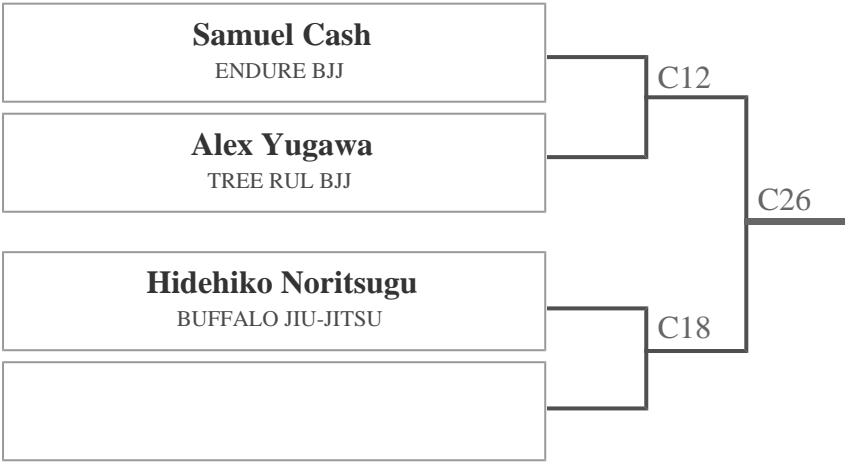 Samuel Cash
ENDURE BJJ
C12
Alex Yugawa
TREE RUL BJJ
C26
Hidehiko Noritsugu
BUFFALO JIU-JITSU
C18